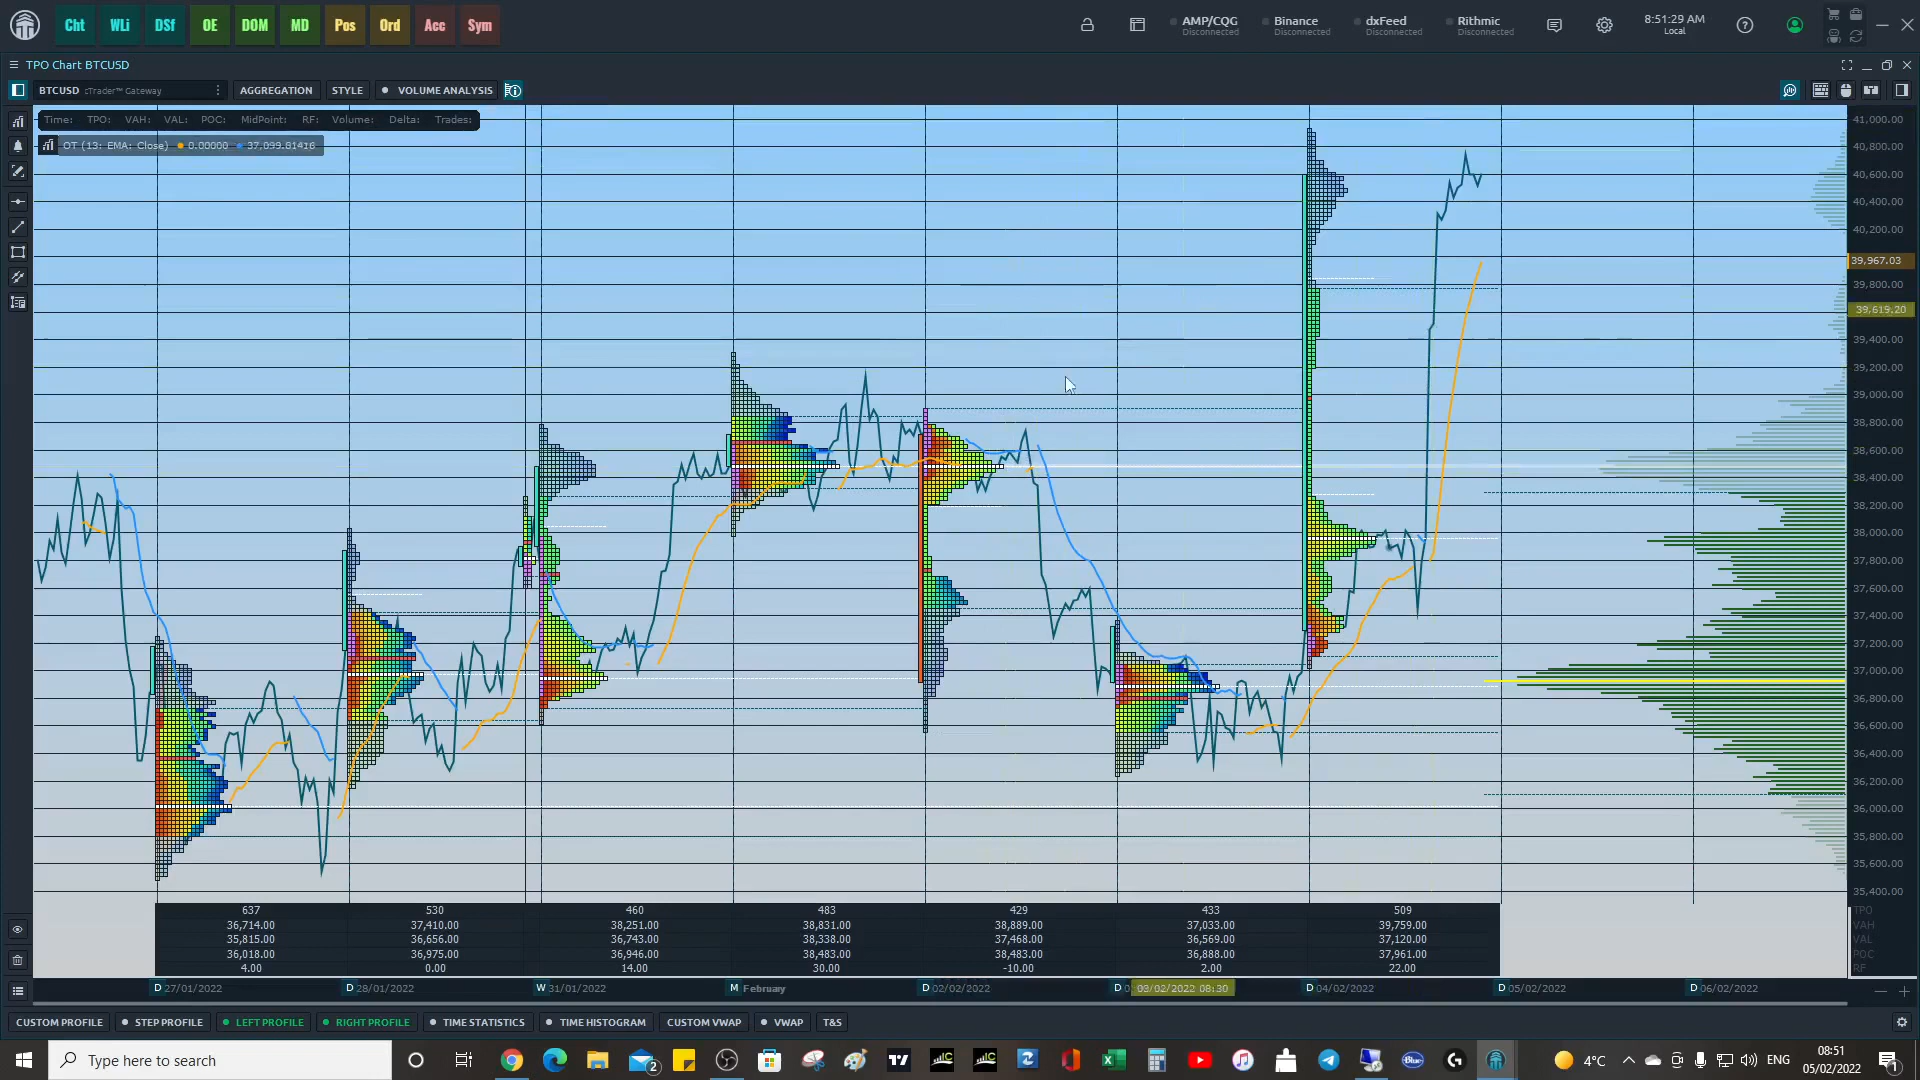 Cht WLi DSf OE DOM MD Pos Ord Acc Sym
AMP/CQG Disconnected Binance Disconnected dxFeed Disconnected Rithmic Disconnected
8:51:29 AM
Local
TPO Chart BTCUSD
BTCUSD cTrader™ Gateway AGGREGATION STYLE VOLUME ANALYSIS
Time: TPO: VAH: VAL: POC: MidPoint: RF: Volume: Delta: Trades:
OT (13: EMA: Close) 0.00000 37,099.81416
41,000.00
40,800.00
40,600.00
40,400.00
40,200.00
39,967.03
39,800.00
39,619.20
39,400.00
39,200.00
39,000.00
38,800.00
38,600.00
38,400.00
38,200.00
38,000.00
37,800.00
37,600.00
37,400.00
37,200.00
37,000.00
36,800.00
36,600.00
36,400.00
36,200.00
36,000.00
35,800.00
35,600.00
35,400.00
637 530 460 483 429 433 509 TPO
36,714.00 37,410.00 38,251.00 38,831.00 38,889.00 37,033.00 39,759.00 VAH
35,815.00 36,656.00 36,743.00 38,338.00 37,468.00 36,569.00 37,120.00 VAL
36,018.00 36,975.00 36,946.00 38,483.00 38,483.00 36,888.00 37,961.00 POC
4.00 0.00 14.00 30.00 -10.00 2.00 22.00 RF
D 27/01/2022 D 28/01/2022 W 31/01/2022 M February D 02/02/2022 D 03/02/2022 08:30 D 04/02/2022 D 05/02/2022 D 06/02/2022
CUSTOM PROFILE STEP PROFILE LEFT PROFILE RIGHT PROFILE TIME STATISTICS TIME HISTOGRAM CUSTOM VWAP VWAP T&S
Type here to search
2
4°C ENG
08:51
05/02/2022
1